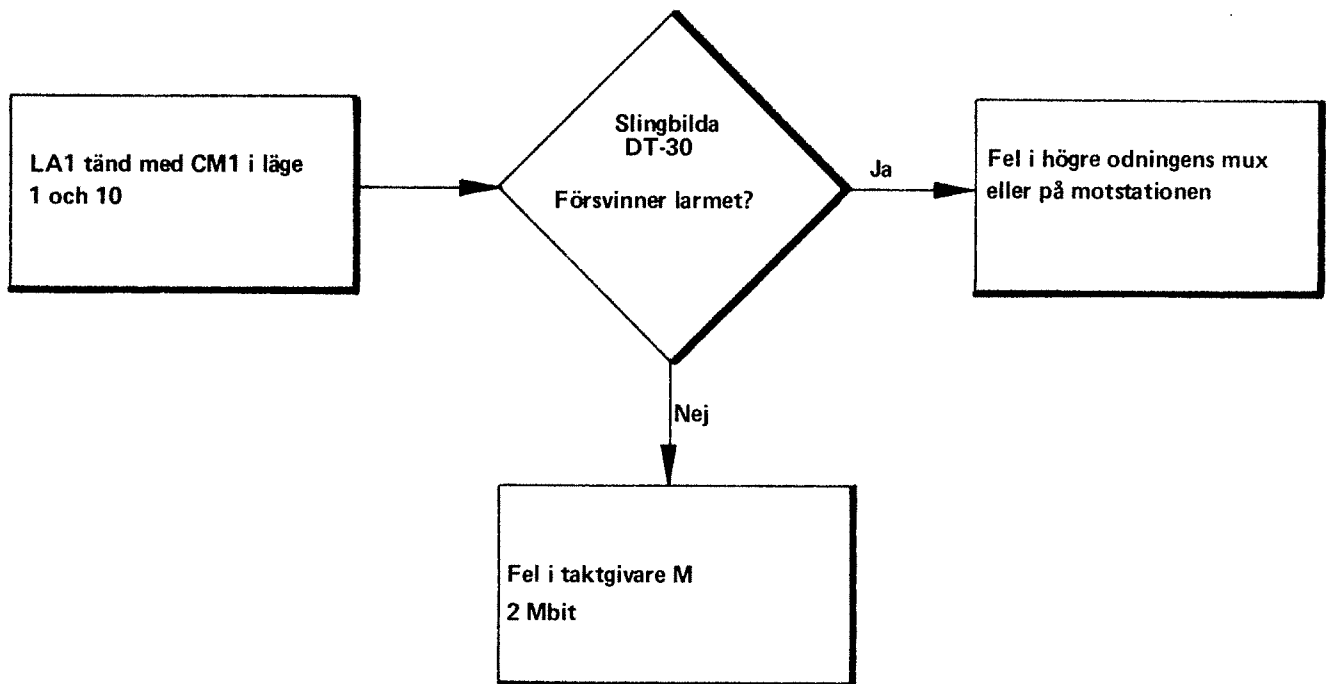 LA1 tänd med CM1 i läge
1 och 10
Slingbilda
DT-30
Försvinner larmet?
Ja
Fel i högre odningens mux
eller på motstationen
Nej
Fel i taktgivare M
2 Mbit